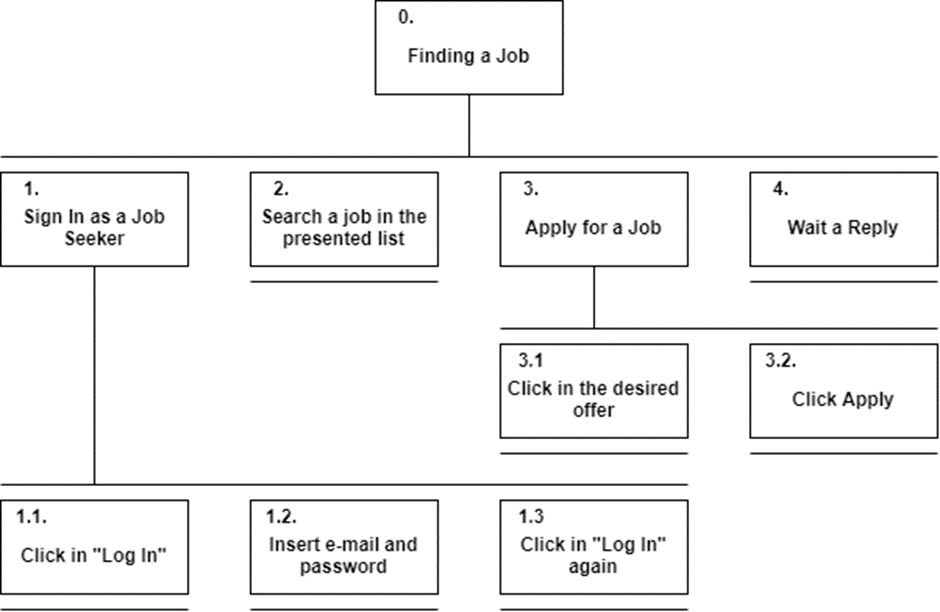 0.
Finding a Job
1.
Sign In as a Job
Seeker
2.
Search a job in the
presented list
3.
Apply for a Job
4.
Wait a Reply
3.1
Click in the desired
offer
3.2.
Click Apply
1.1.
Click in "Log In"
1.2.
Insert e-mail and
password
1.3
Click in "Log In"
again